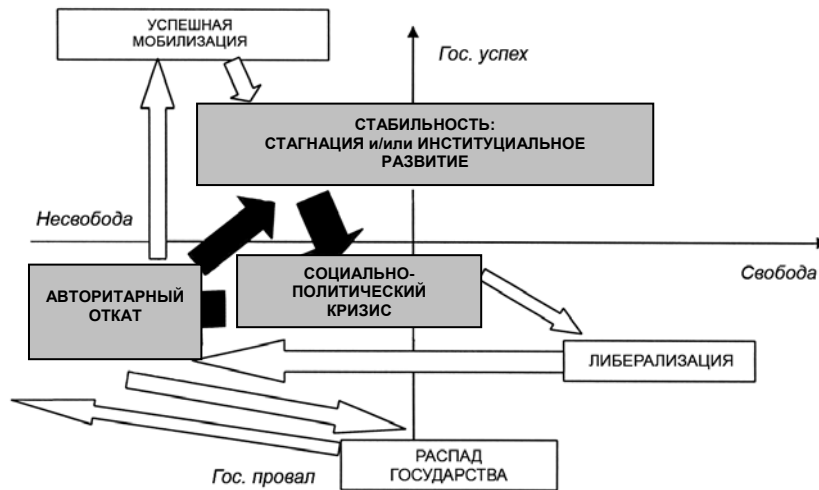 УСПЕШНАЯ
МОБИЛИЗАЦИЯ
Гос. успех
СТАБИЛЬНОСТЬ:
СТАГНАЦИЯ и/или ИНСТИТУЦИАЛЬНОЕ
РАЗВИТИЕ
Несвобода
Свобода
АВТОРИТАРНЫЙ
ОТКАТ
СОЦИАЛЬНО-
ПОЛИТИЧЕСКИЙ
КРИЗИС
ЛИБЕРАЛИЗАЦИЯ
РАСПАД
ГОСУДАРСТВА
Гос. провал